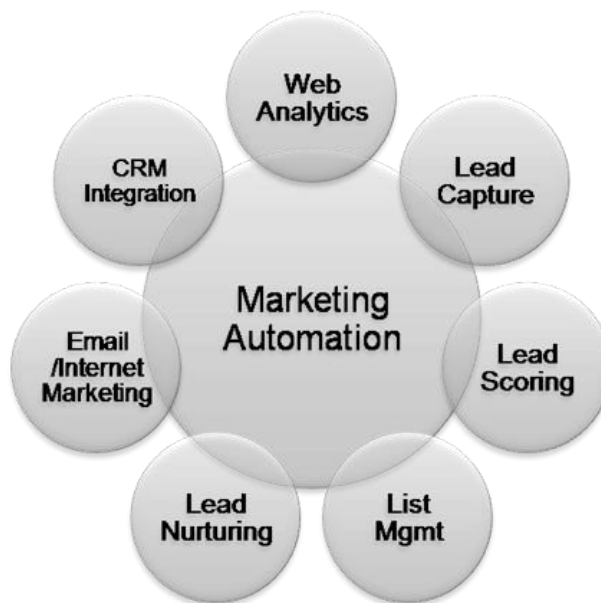 Web
Analytics
Lead
Capture
Lead
Scoring
List
Mgmt
Lead
Nurturing
Email
/Internet
Marketing
CRM
Integration
Marketing
Automation